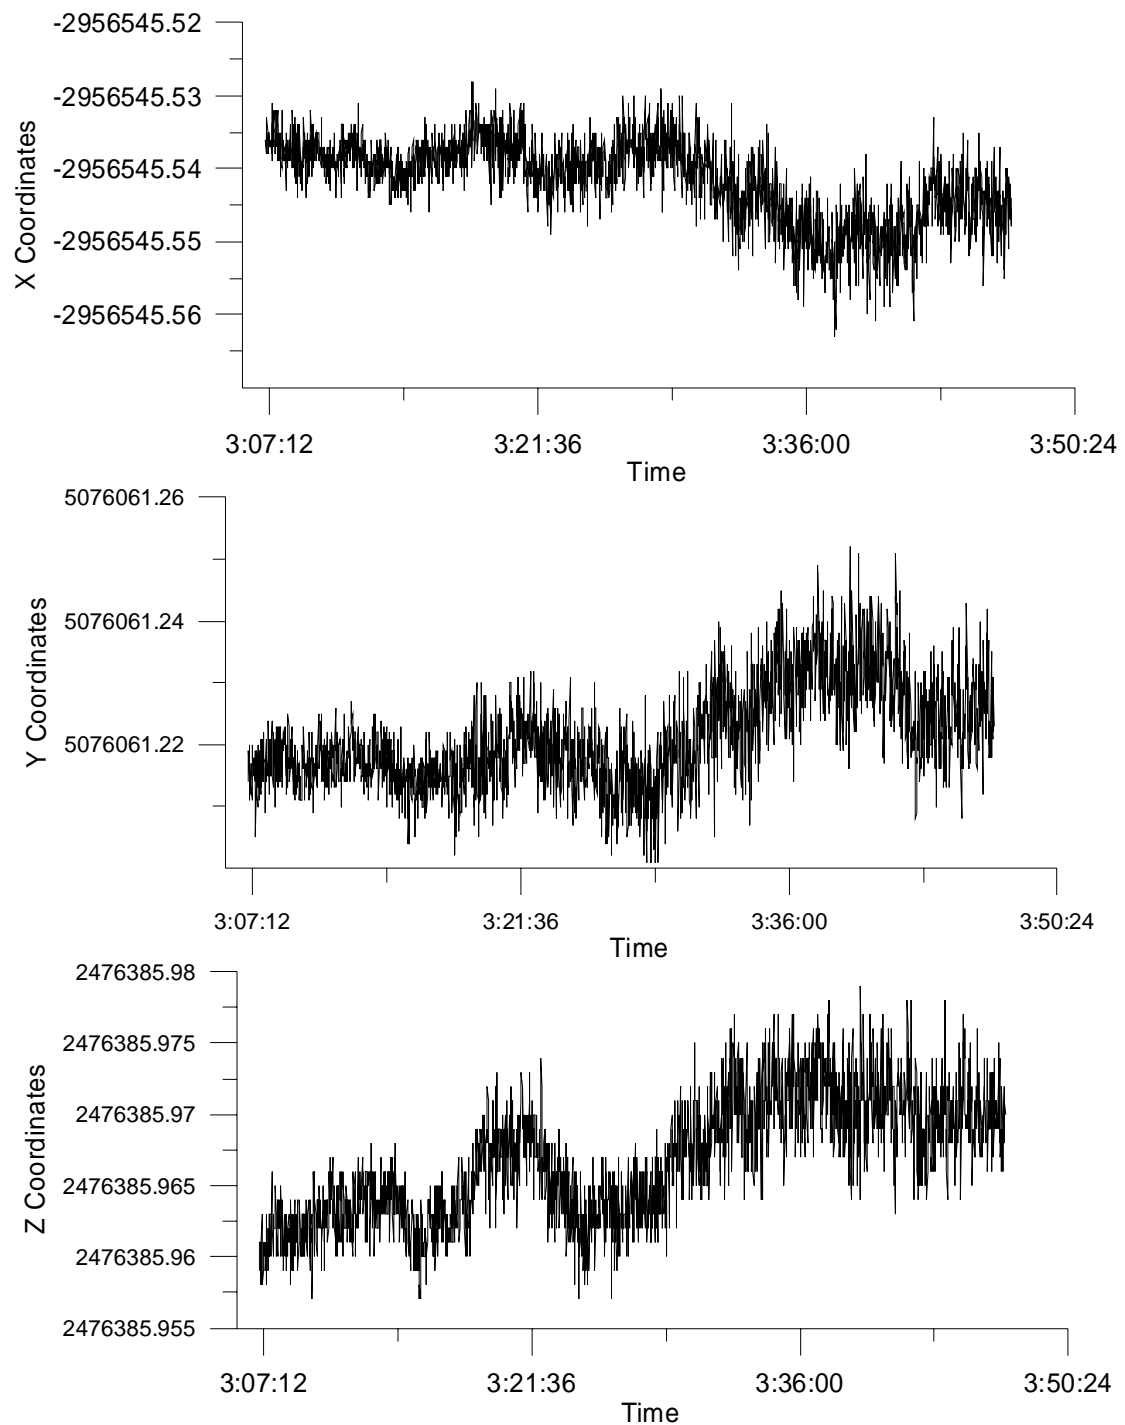 -2956545.52
-2956545.53
-2956545.54
-2956545.55
-2956545.56
X Coordinates
3:07:12 3:21:36 3:36:00 3:50:24
Time
5076061.26
5076061.24
5076061.22
Y Coordinates
3:07:12 3:21:36 3:36:00 3:50:24
Time
2476385.98
2476385.975
2476385.97
2476385.965
2476385.96
2476385.955
Z Coordinates
3:07:12 3:21:36 3:36:00 3:50:24
Time